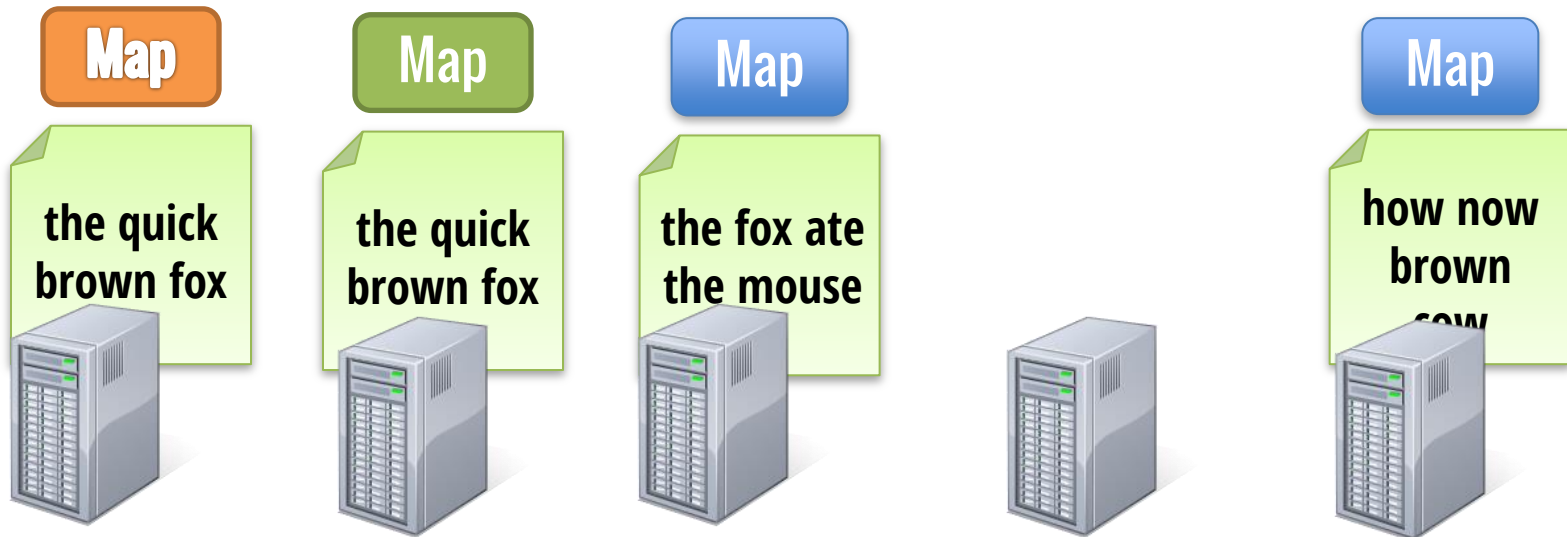 Map
Map
Map
Map
the quick
brown fox
the quick
brown fox
the fox ate
the mouse
how now
brown
cow